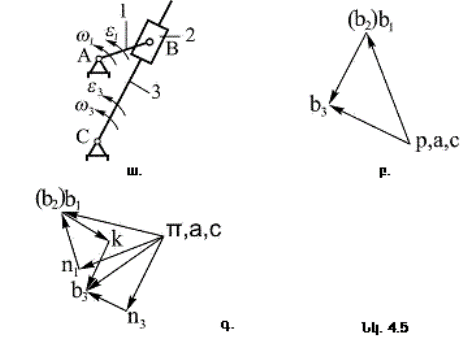 1
ω₁
ε₁
A
B
2
ε₃
3
ω₃
C
ա.
(b₂)b₁
b₃
p,a,c
բ.
(b₂)b₁
k
π,a,c
n₁
b₃
n₃
գ.
Նկ. 4.5